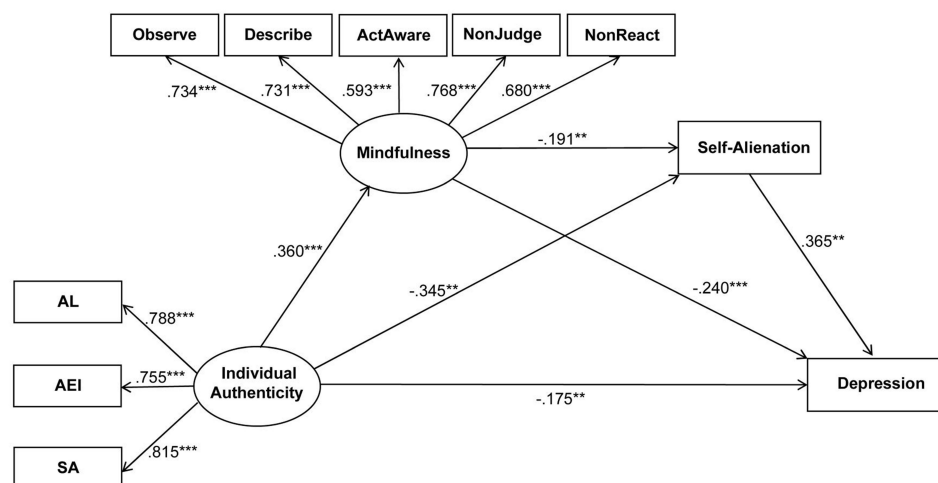 Observe
Describe
ActAware
NonJudge
NonReact
.734***
.731***
.593***
.768***
.680***
Mindfulness
-.191**
Self-Alienation
.360***
-.345**
-.240***
.365**
AL
.788***
AEI
.755***
Individual
Authenticity
-.175**
Depression
SA
.815***